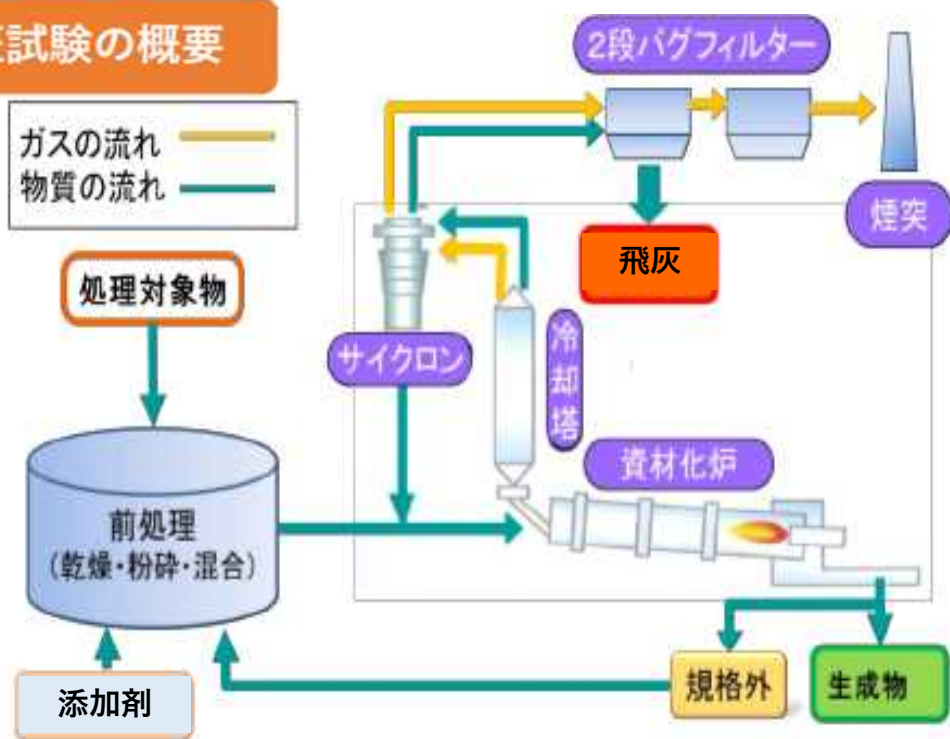 試験の概要
ガスの流れ
物質の流れ
2段バグフィルター
煙突
飛灰
処理対象物
サイクロン
冷却塔
資材化炉
前処理
(乾燥・粉砕・混合)
添加剤
規格外
生成物